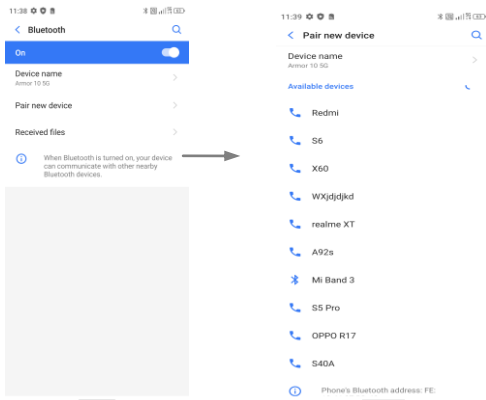 11:38
Bluetooth
On
Device name
Armor 10 5G
Pair new device
Received files
When Bluetooth is turned on, your device
can communicate with other nearby
Bluetooth devices.
11:39
Pair new device
Device name
Armor 10 5G
Available devices
Redmi
S6
X60
WXjdjdjkd
realme XT
A92s
Mi Band 3
S5 Pro
OPPO R17
S40A
Phone's Bluetooth address: FE: